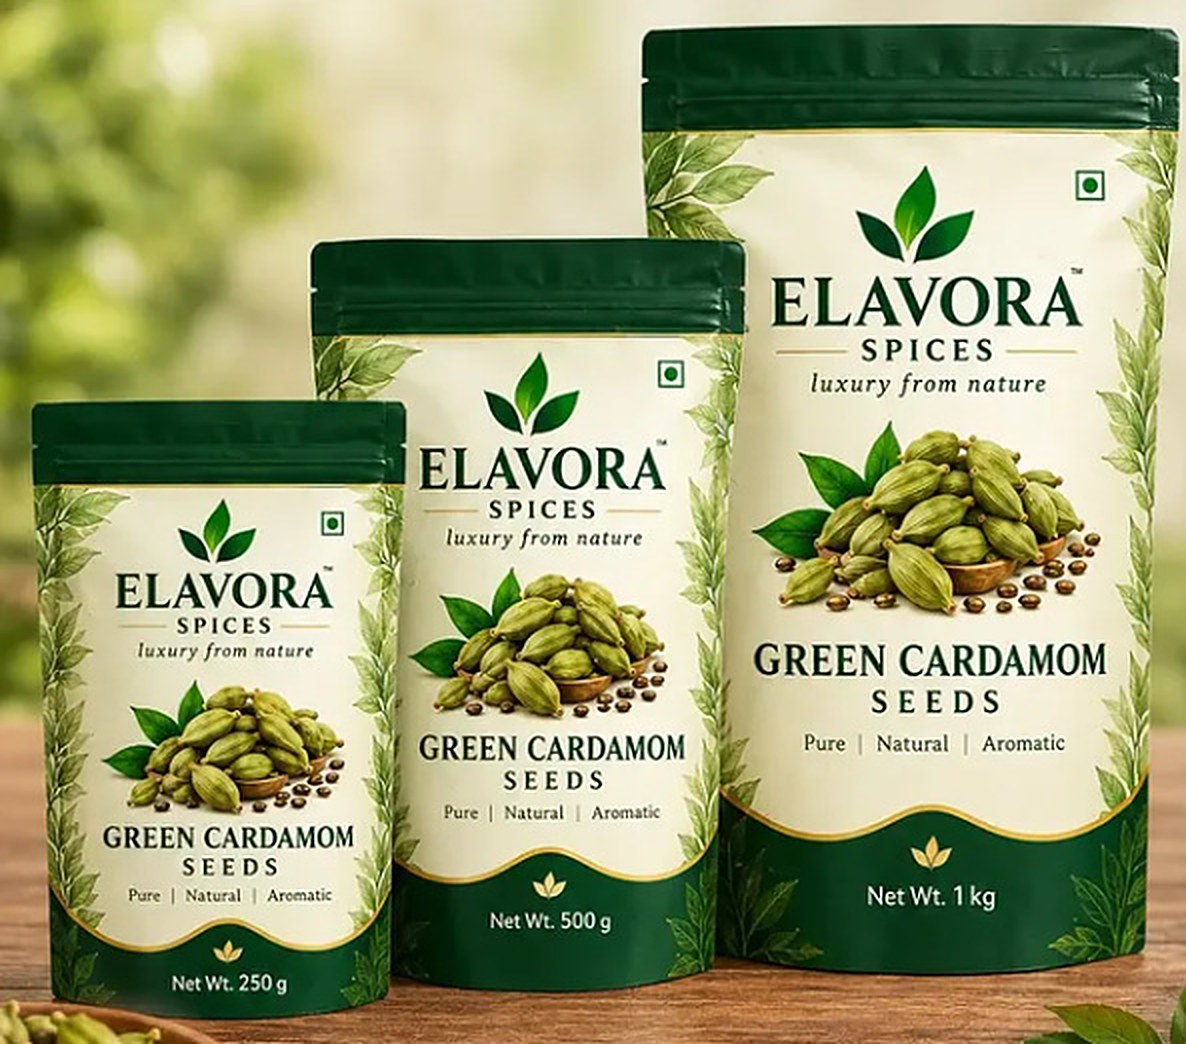 ELAVORA™
SPICES
luxury from nature
GREEN CARDAMOM
SEEDS
Pure | Natural | Aromatic
Net Wt. 250 g
ELAVORA™
SPICES
luxury from nature
GREEN CARDAMOM
SEEDS
Pure | Natural | Aromatic
Net Wt. 500 g
ELAVORA™
SPICES
luxury from nature
GREEN CARDAMOM
SEEDS
Pure | Natural | Aromatic
Net Wt. 1 kg